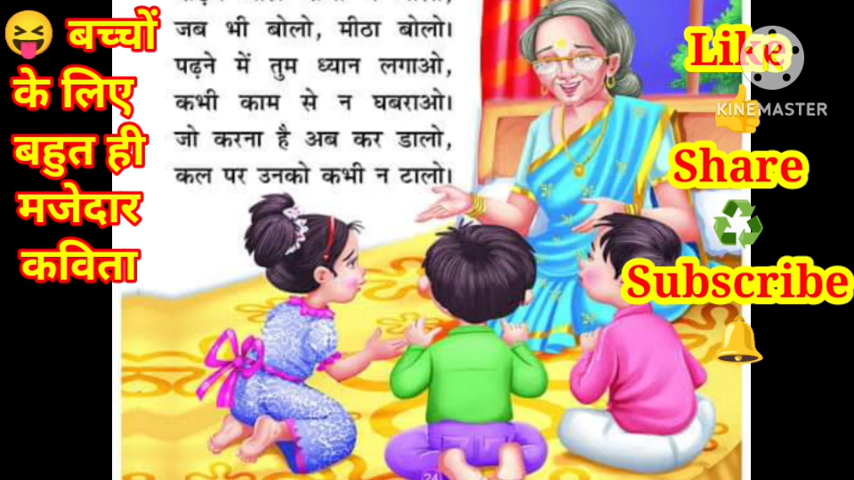 जब भी बोलो, मीठा बोलो।
पढ़ने में तुम ध्यान लगाओ,
कभी काम से न घबराओ।
जो करना है अब कर डालो,
कल पर उनको कभी न टालो।
24
😝 बच्चों
के लिए
बहुत ही
मजेदार
कविता
Like
KINEMASTER
Share
Subscribe